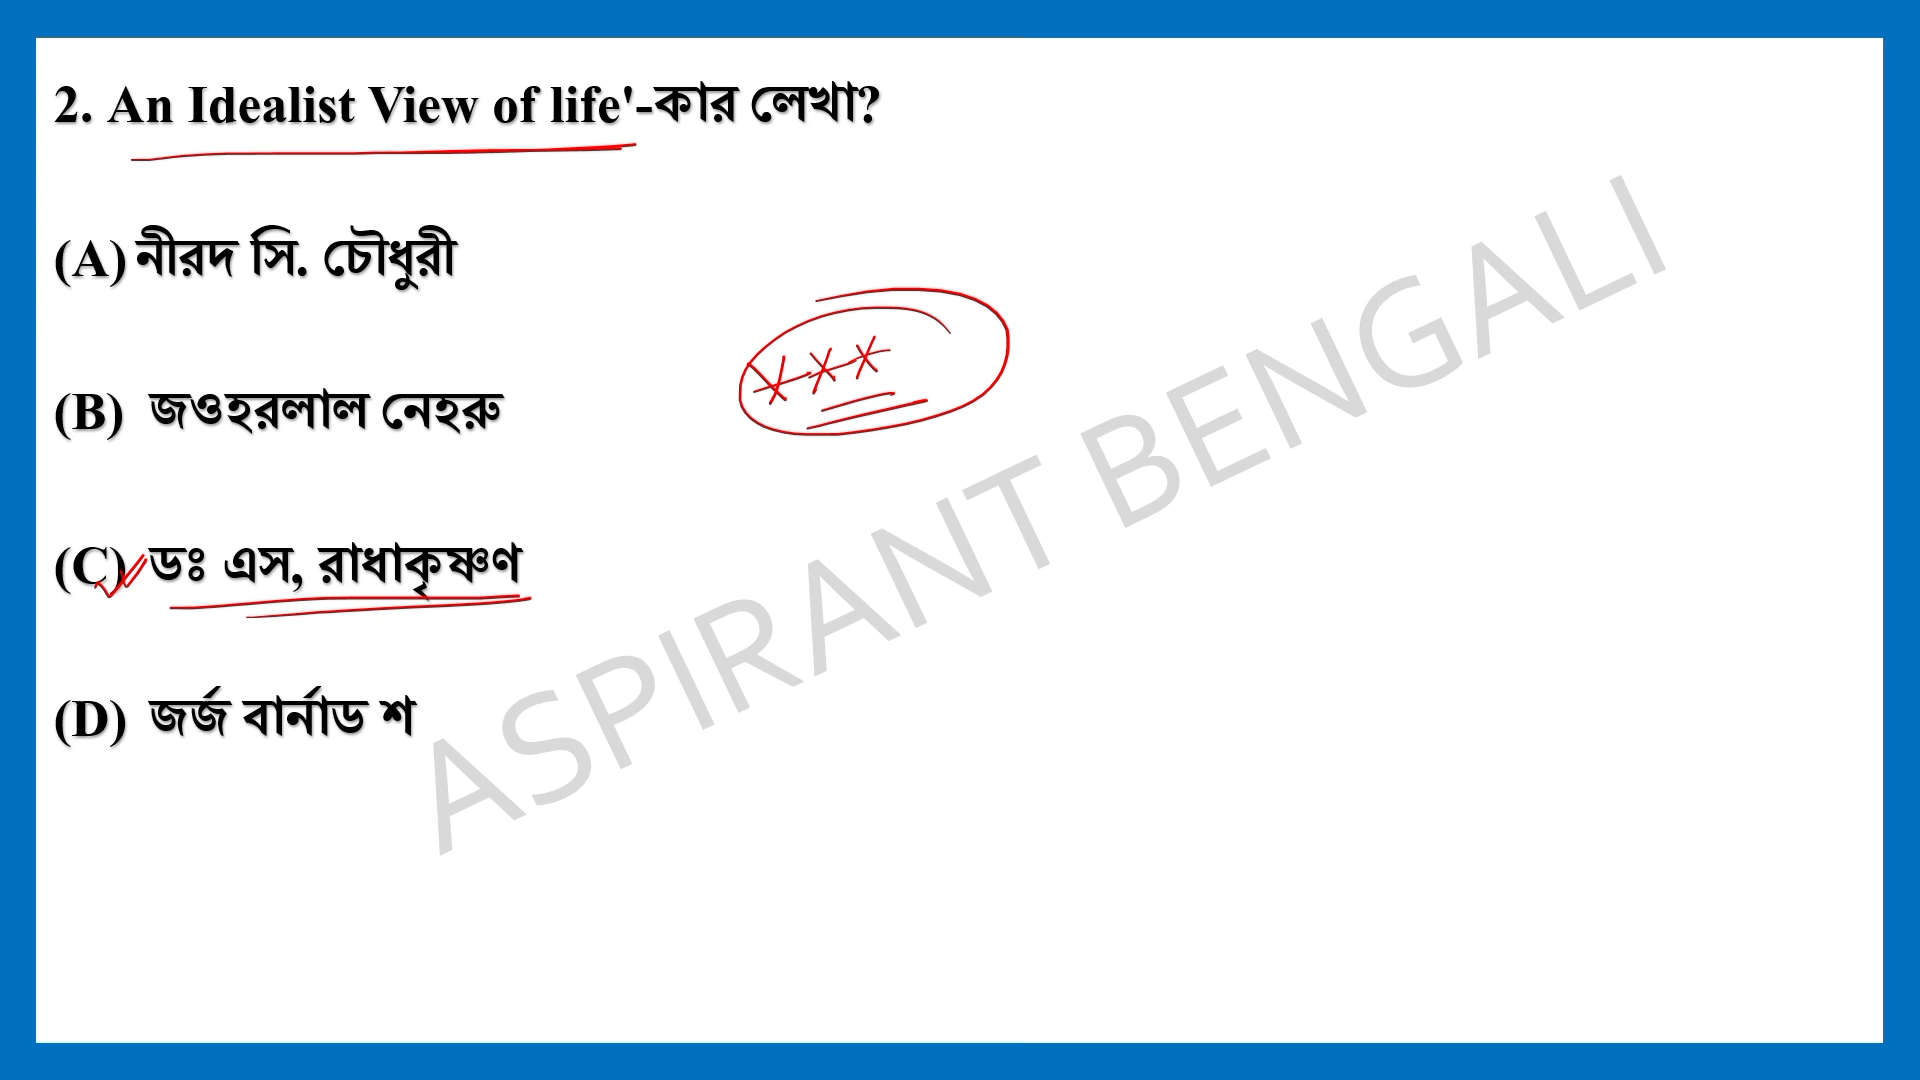 2. An Idealist View of life'-কার লেখা?
(A) নীরদ সি. চৌধুরী
(B) জওহরলাল নেহরু
(C) ডঃ এস, রাধাকৃষ্ণণ
(D) জর্জ বার্নাড শ
ASPIRANT BENGALI